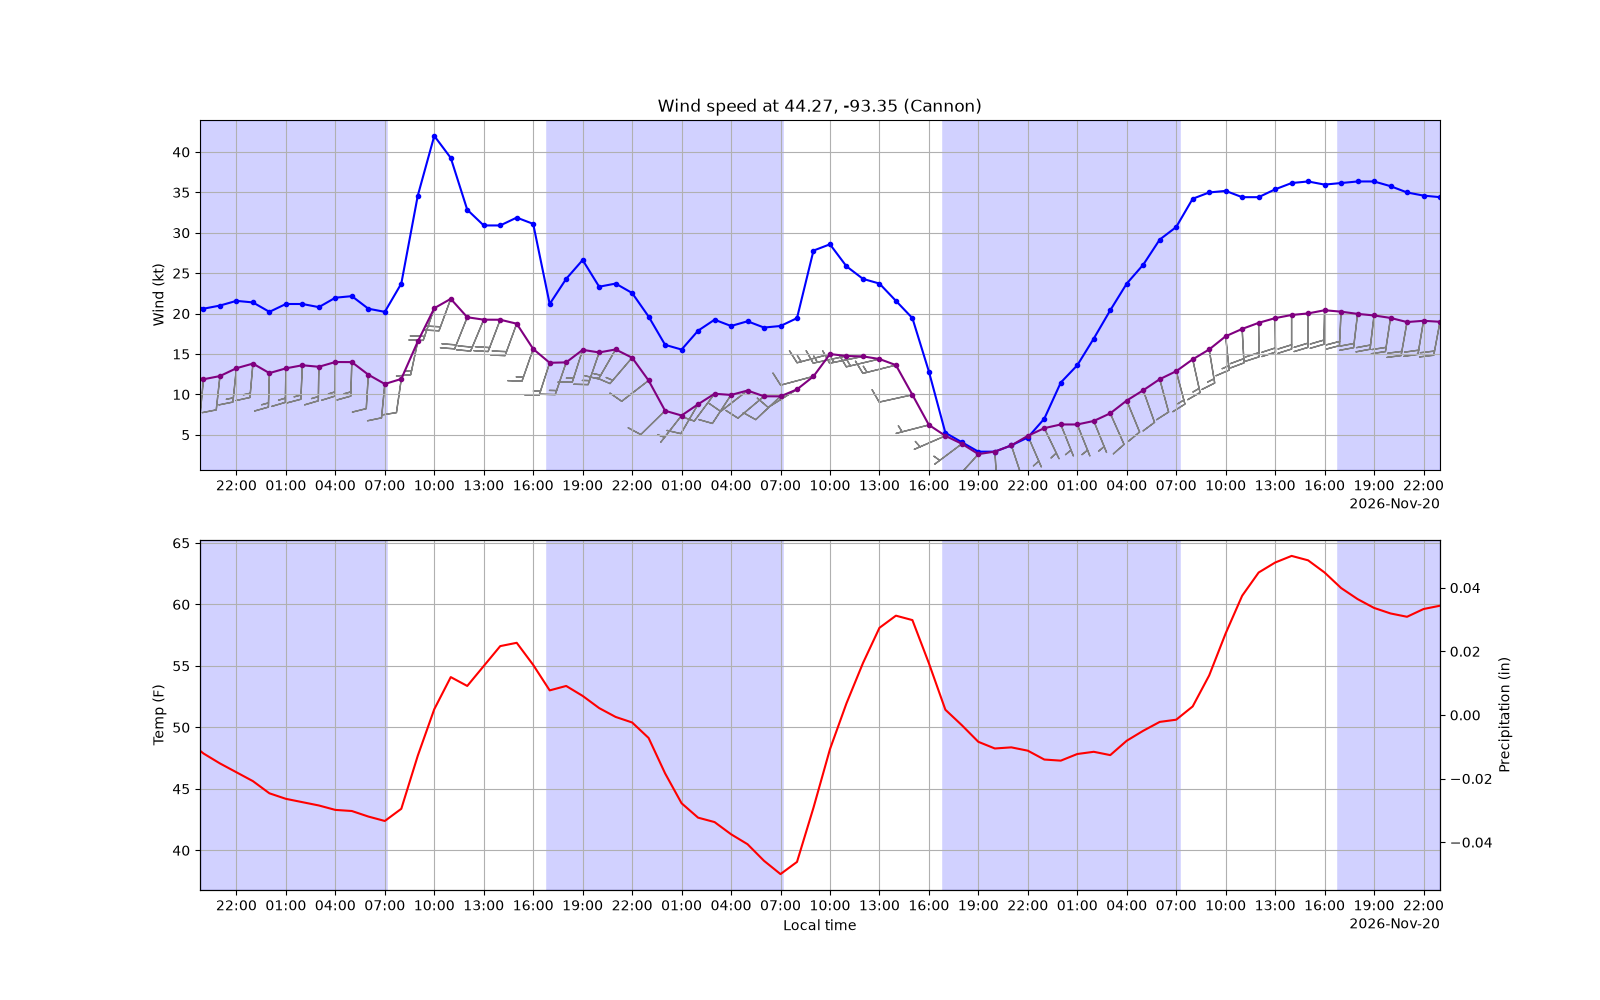 Wind speed at 44.27, -93.35 (Cannon)
Wind (kt)
40
35
30
25
20
15
10
5
22:00 01:00 04:00 07:00 10:00 13:00 16:00 19:00 22:00 01:00 04:00 07:00 10:00 13:00 16:00 19:00 22:00 01:00 04:00 07:00 10:00 13:00 16:00 19:00 22:00
2026-Nov-20
Temp (F)
65
60
55
50
45
40
0.04
0.02
0.00
−0.02
−0.04
Precipitation (in)
22:00 01:00 04:00 07:00 10:00 13:00 16:00 19:00 22:00 01:00 04:00 07:00 10:00 13:00 16:00 19:00 22:00 01:00 04:00 07:00 10:00 13:00 16:00 19:00 22:00
Local time
2026-Nov-20